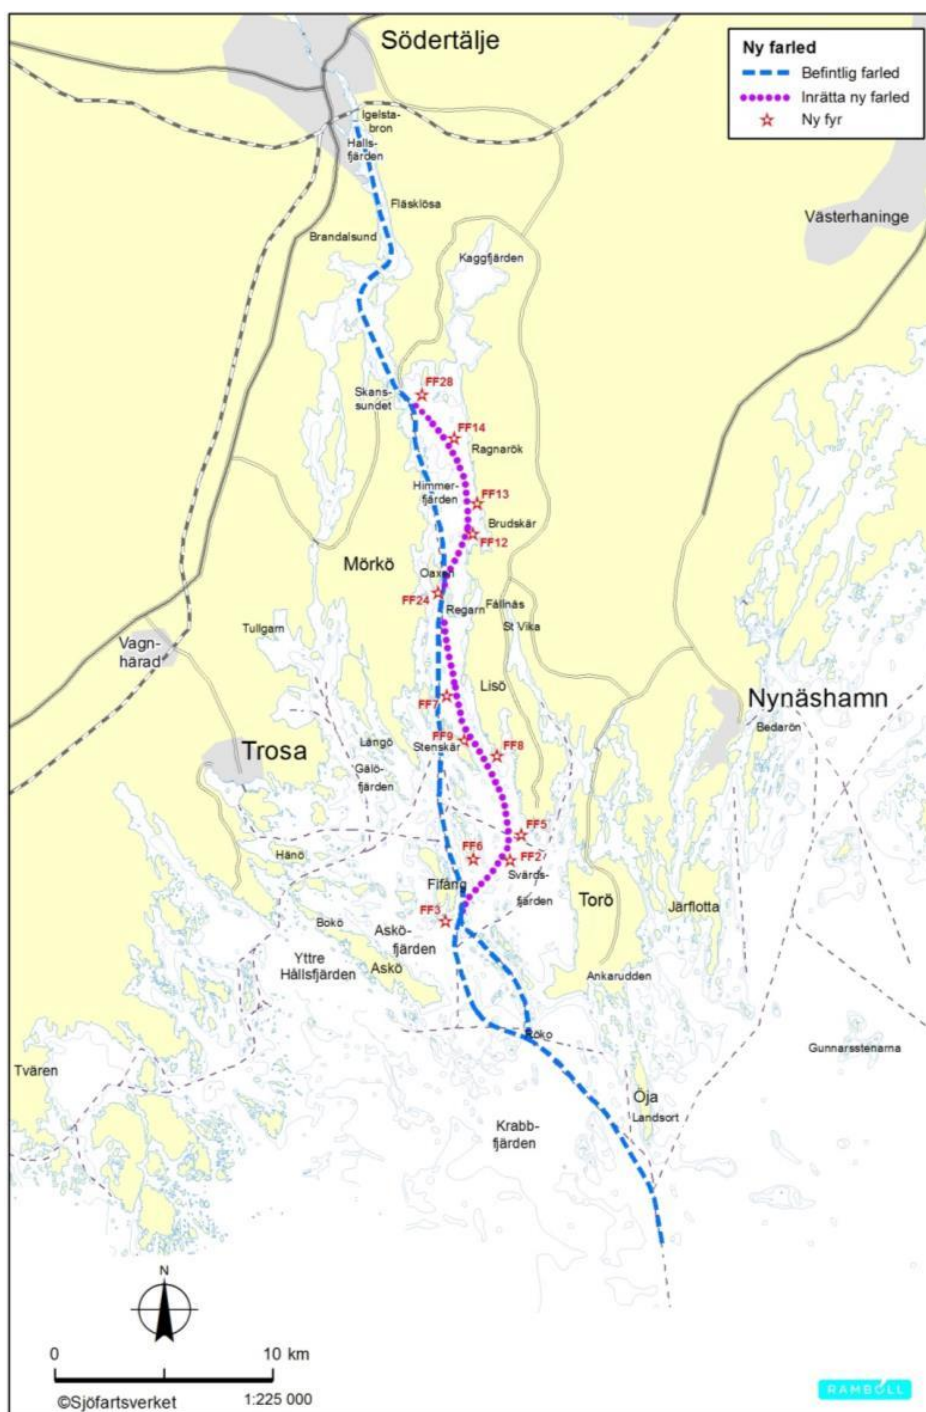 Södertälje
Ny farled
Befintlig farled
Inrätta ny farled
Ny fyr
Igelsta-
bron
Halls-
fjärden
Fläsklösa
Brandalsund
Västerhaninge
Kaggfjärden
Skans-
sundet
FF28
FF14
Ragnarök
Himmer-
fjärden
FF13
Brudskär
FF12
Mörkö
Oaxen
FF24
Regarn
Fållnäs
St Vika
Tullgarn
Vagn-
härad
Lisö
FF7
Nynäshamn
Bedarön
Trosa
Långö
Gälö-
fjärden
FF9
Stenskär
FF8
FF5
FF6
FF2
Svärds-
fjärden
Hånö
Fifång
FF3
Torö
Järflotta
Bokö
Askö-
fjärden
Yttre
Hållsfjärden
Askö
Ankarudden
Röko
Gunnarsstenarna
Tvären
Öja
Landsort
Krabb-
fjärden
N
0 10 km
©Sjöfartsverket 1:225 000
RAMBOLL